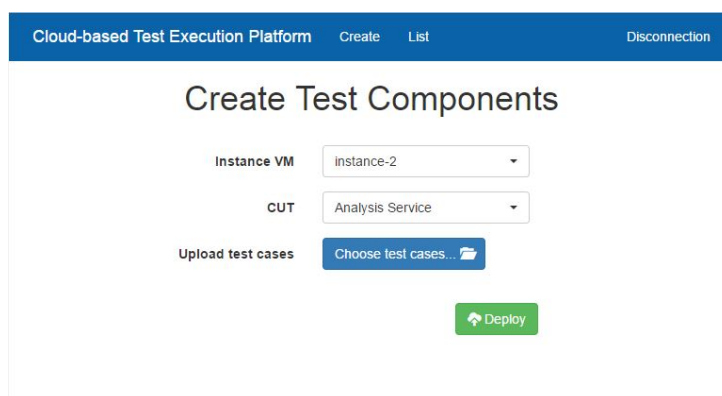 Cloud-based Test Execution Platform Create List Disconnection
Create Test Components
Instance VM instance-2
CUT Analysis Service
Upload test cases Choose test cases...
Deploy